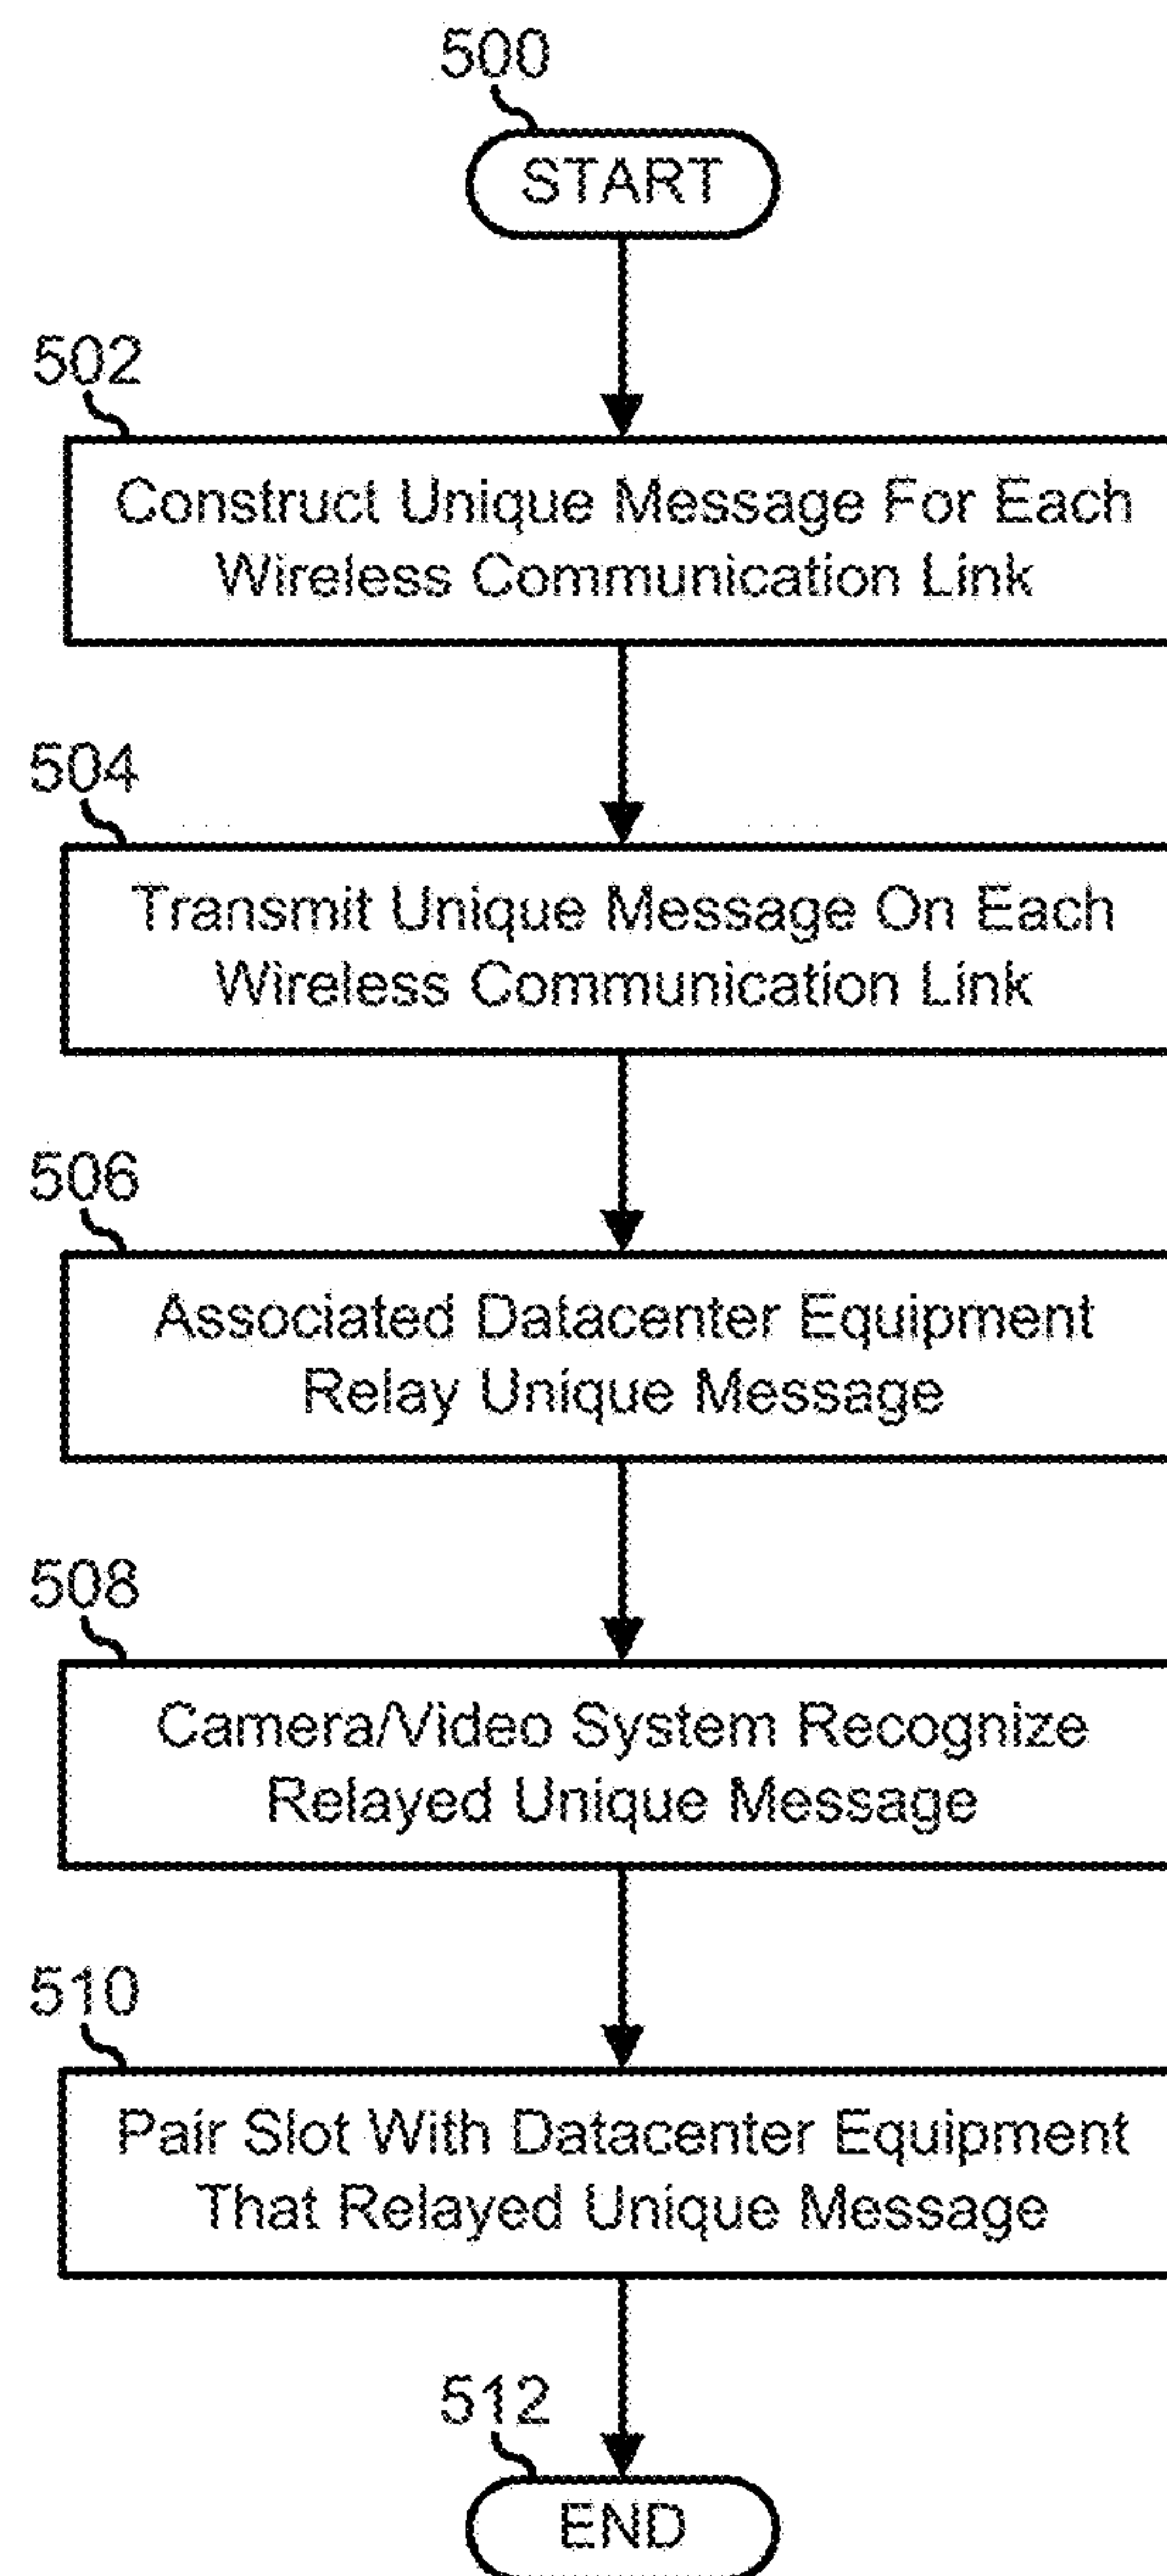 500
START
502
Construct Unique Message For Each
Wireless Communication Link
504
Transmit Unique Message On Each
Wireless Communication Link
506
Associated Datacenter Equipment
Relay Unique Message
508
Camera/Video System Recognize
Relayed Unique Message
510
Pair Slot With Datacenter Equipment
That Relayed Unique Message
512
END